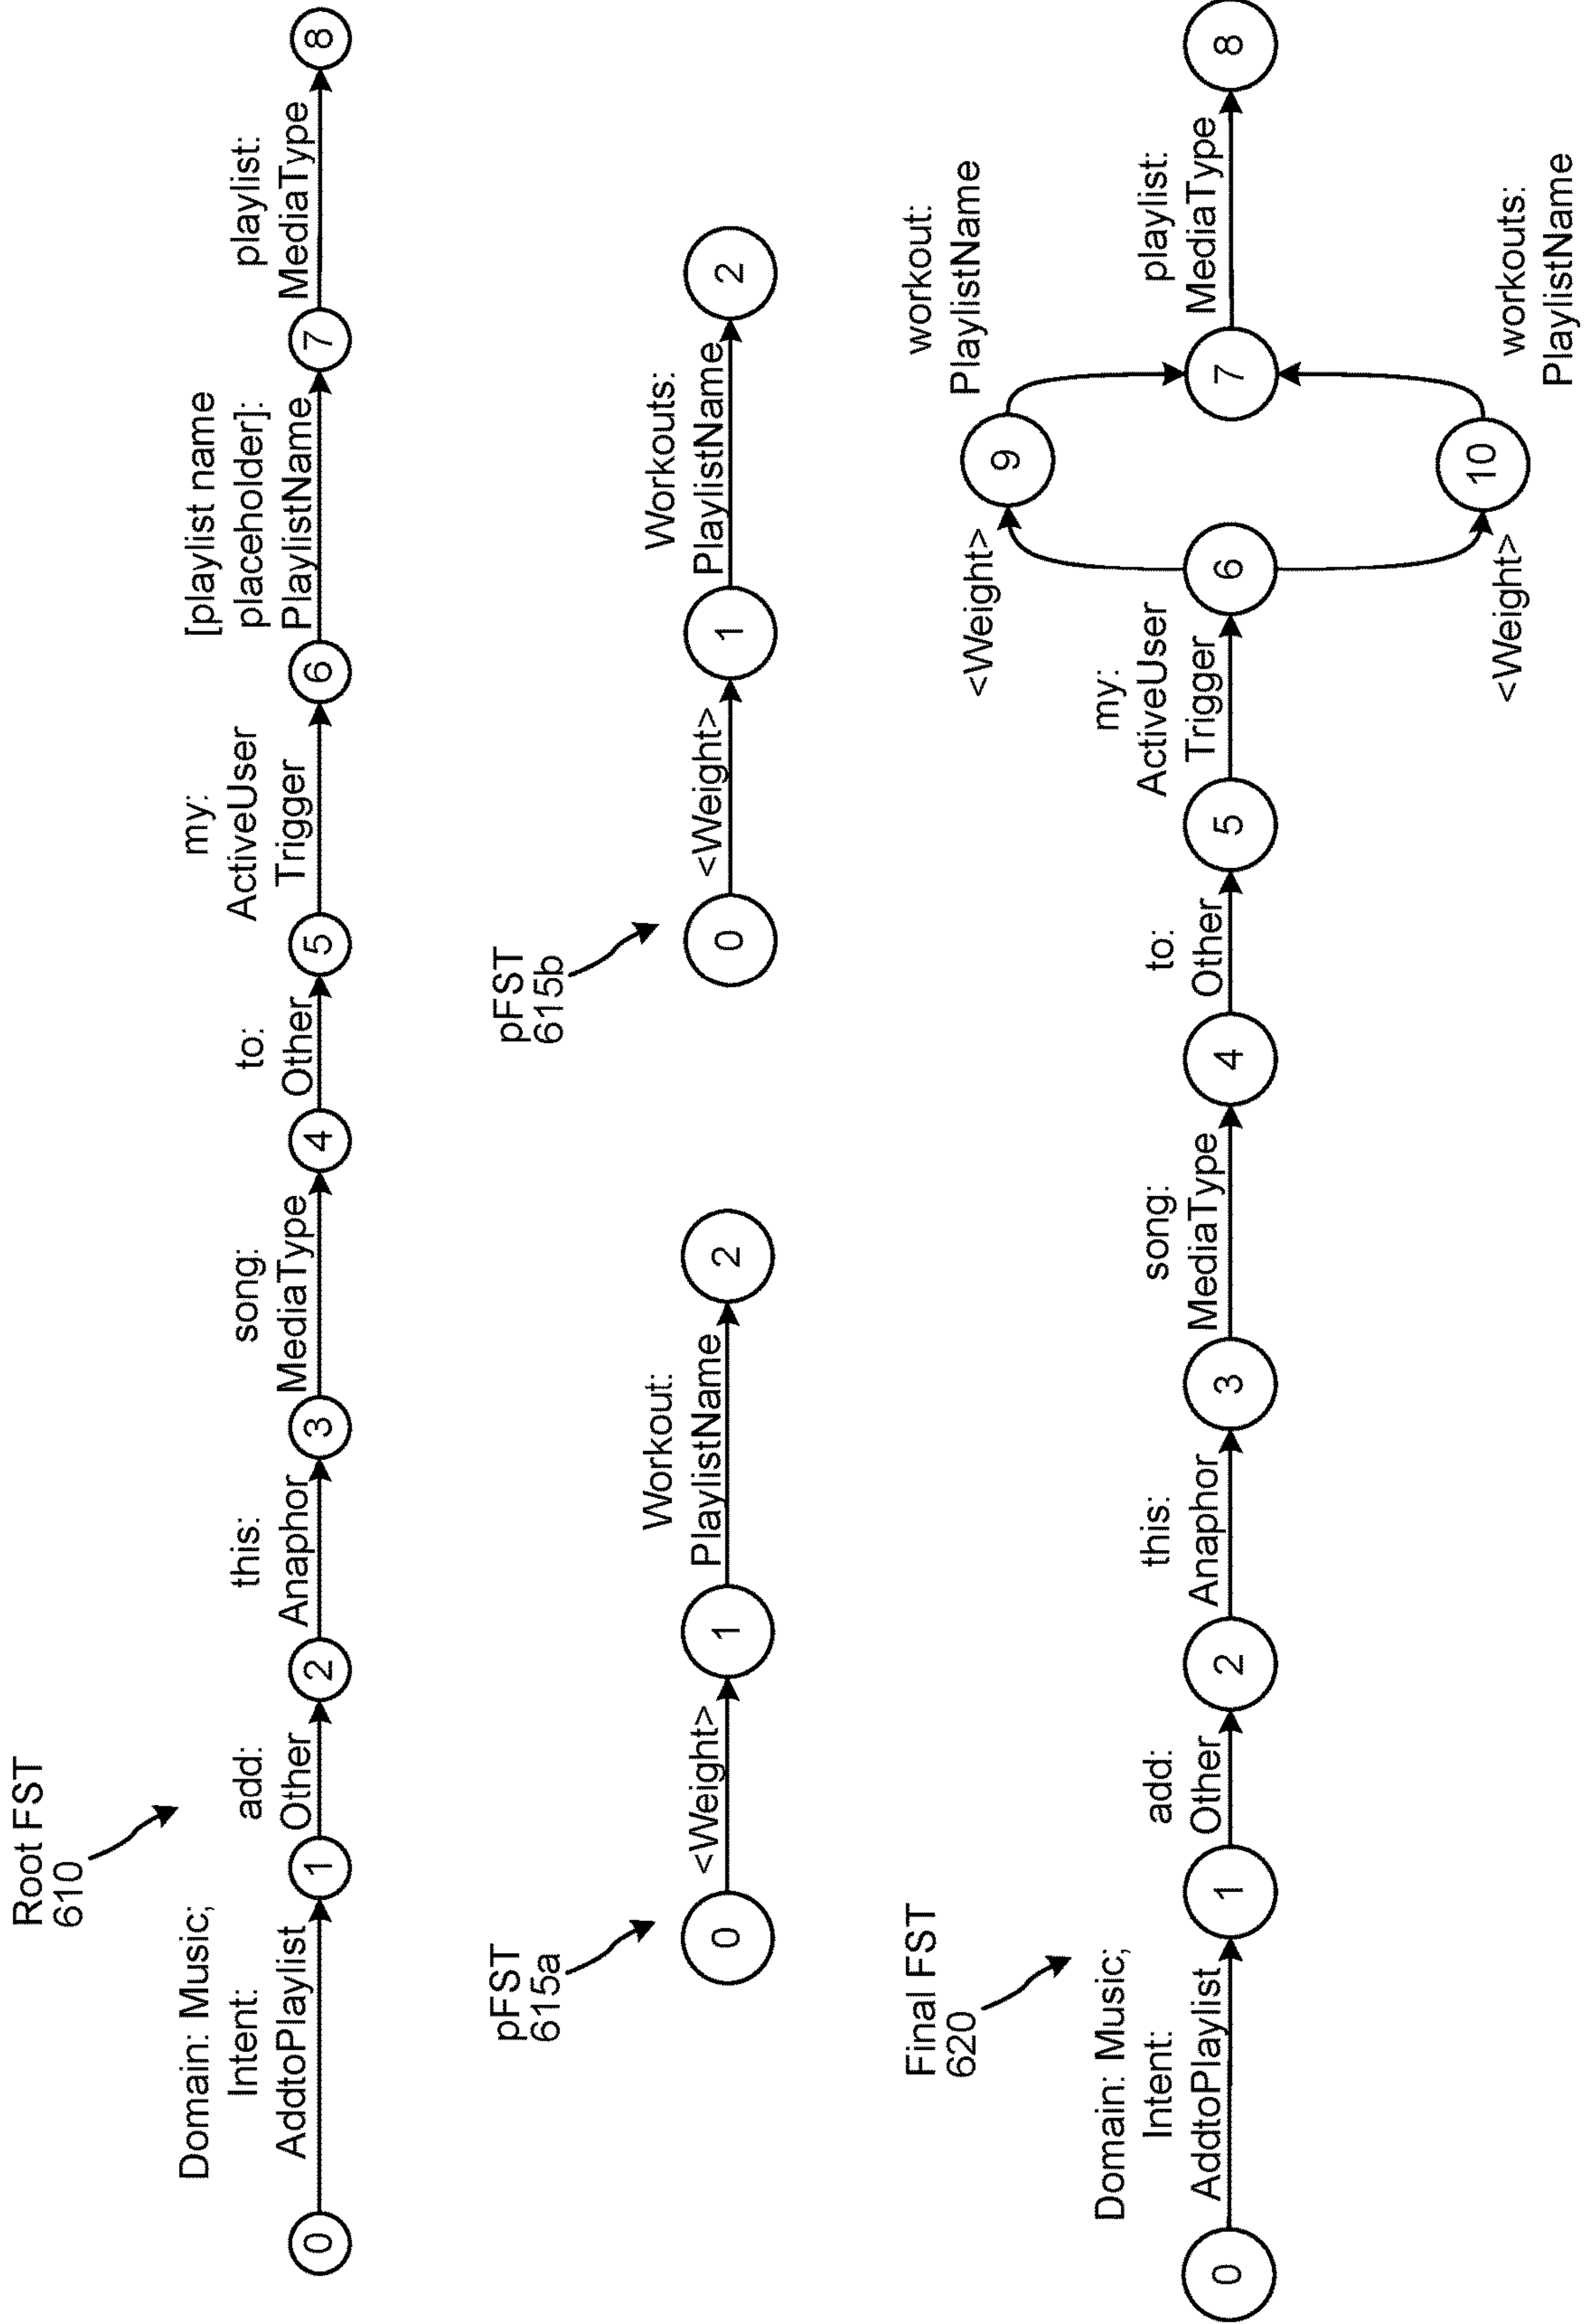 Root FST
610
Domain: Music;
Intent:
AddtoPlaylist
add:
Other
this:
Anaphor
song:
MediaType
to:
Other
my:
ActiveUser
Trigger
[playlist name
placeholder]:
PlaylistName
playlist:
MediaType
0
1
2
3
4
5
6
7
8
pFST
615a
<Weight>
Workout:
PlaylistName
0
1
2
pFST
615b
<Weight>
Workouts:
PlaylistName
0
1
2
Final FST
620
Domain: Music;
Intent:
AddtoPlaylist
add:
Other
this:
Anaphor
song:
MediaType
to:
Other
my:
ActiveUser
Trigger
<Weight>
workout:
PlaylistName
playlist:
MediaType
<Weight>
workouts:
PlaylistName
0
1
2
3
4
5
6
9
10
7
8